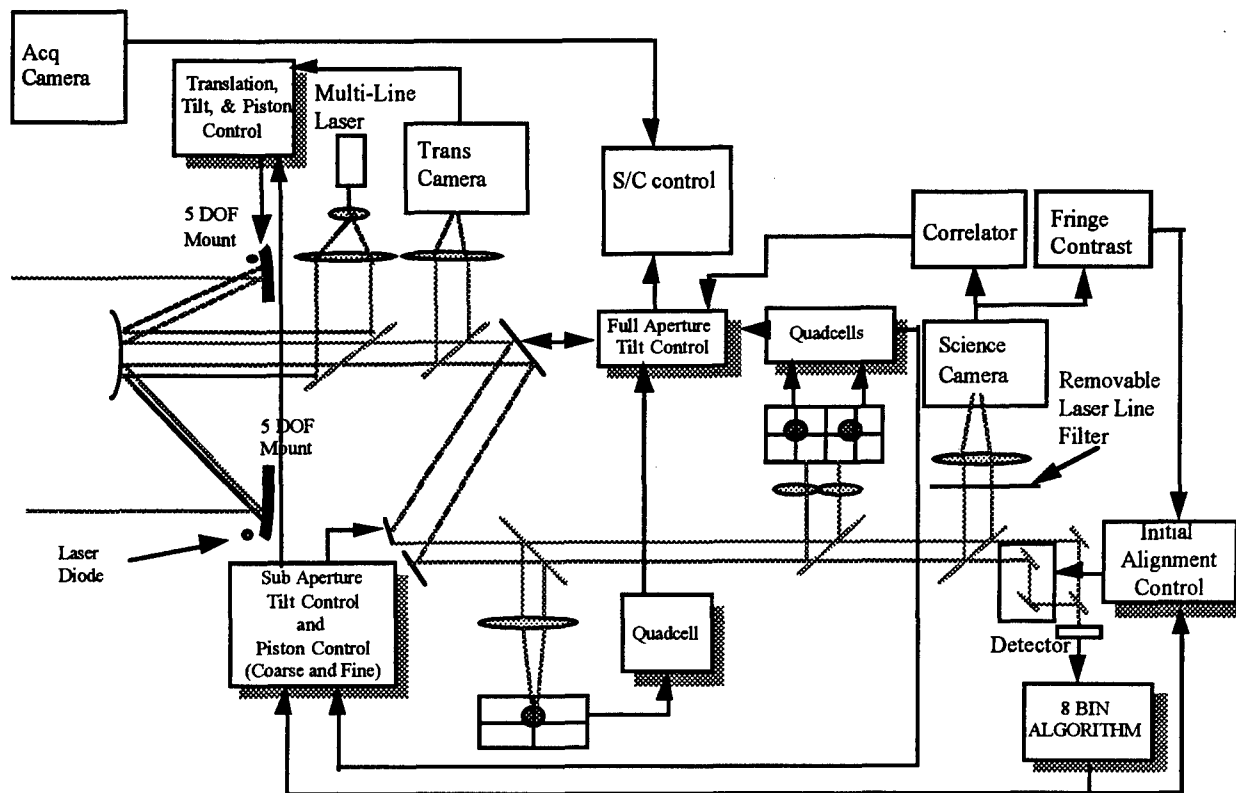 Acq
Camera
Translation,
Tilt, & Piston
Control
Multi-Line
Laser
Trans
Camera
S/C control
5 DOF
Mount
Correlator
Fringe
Contrast
Full Aperture
Tilt Control
Quadcells
Science
Camera
Removable
Laser Line
Filter
5 DOF
Mount
Laser
Diode
Sub Aperture
Tilt Control
and
Piston Control
(Coarse and Fine)
Quadcell
Initial
Alignment
Control
Detector
8 BIN
ALGORITHM